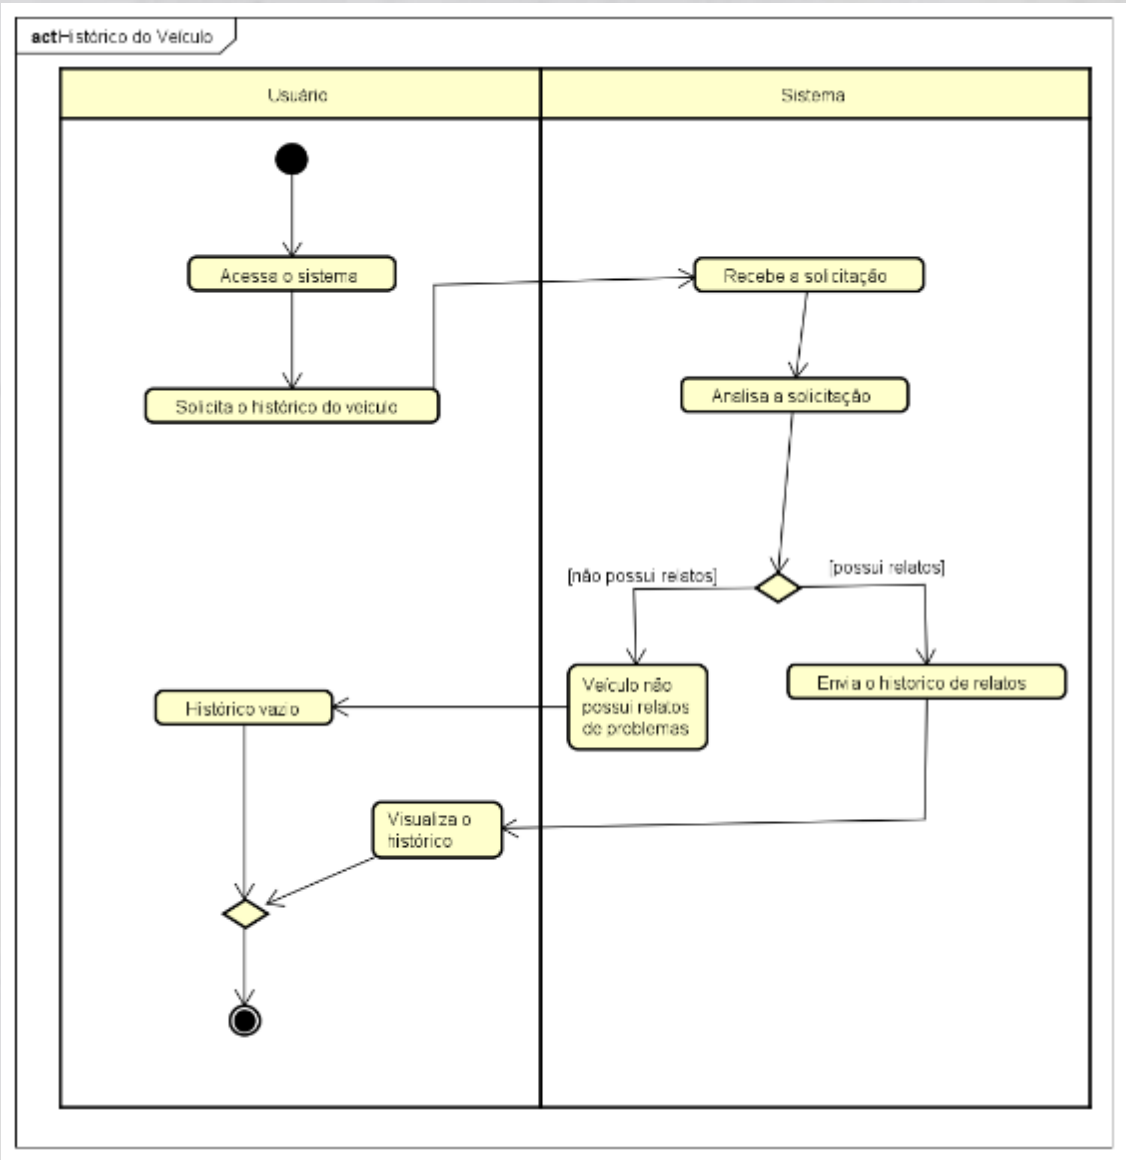 actHistórico do Veículo
Usuário
Sistema
Acessa o sistema
Recebe a solicitação
Solicita o histórico do veículo
Analisa a solicitação
[não possui relatos]
[possui relatos]
Veículo não
possui relatos
de problemas
Envia o historico de relatos
Histórico vazio
Visualiza o
histórico